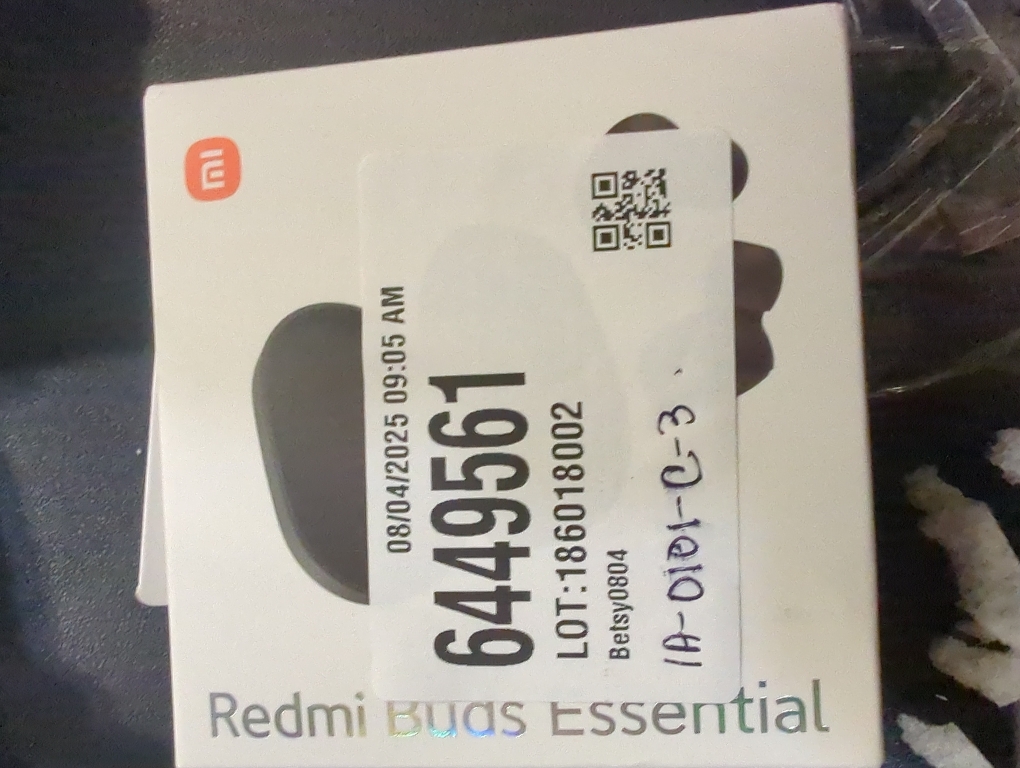 mi
08/04/2025 09:05 AM
6449561
LOT:186018002
Betsy0804
1A-0101-C-3.
Redmi Buds Essential